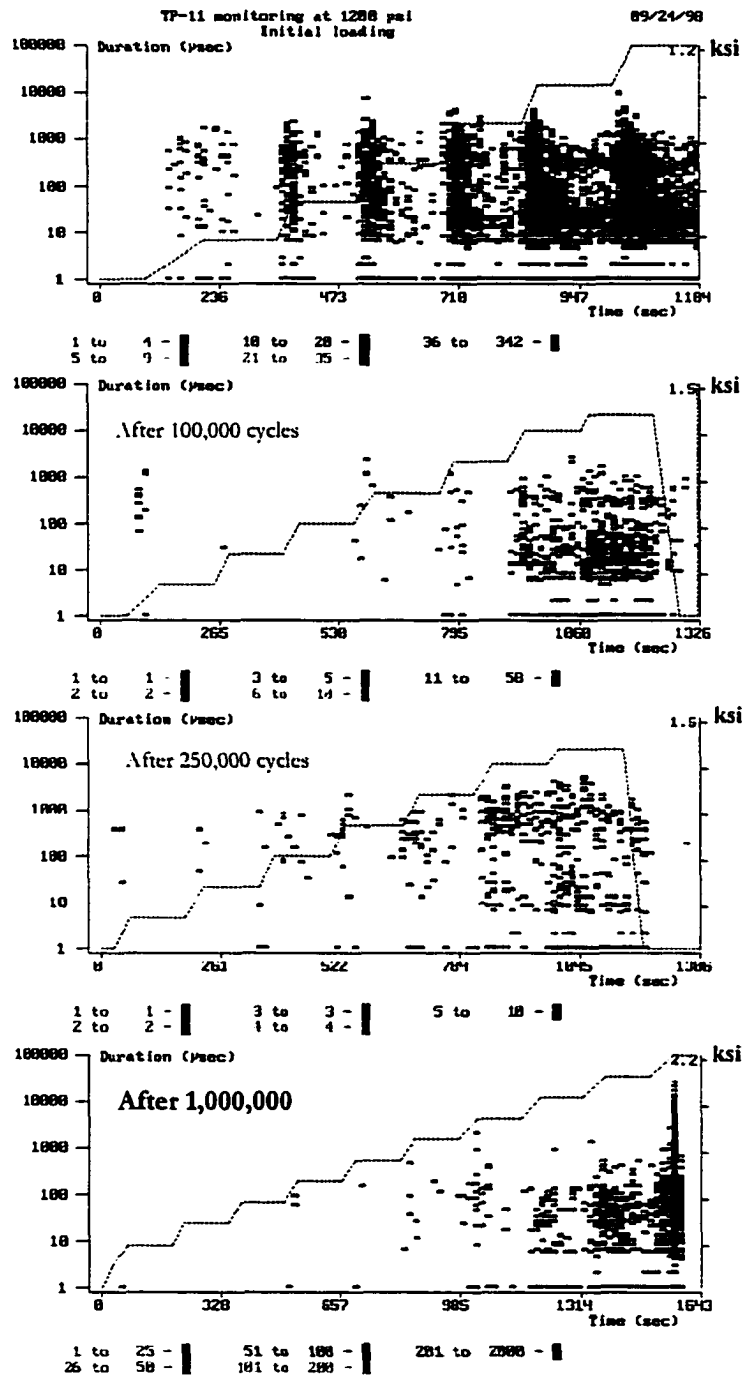 TP-11 monitoring at 1200 psi 09/24/98
Initial loading
100000 Duration (µsec) 1.2 ksi
10000
1000
100
10
1
0 236 473 710 947 1184
Time (sec)
1 to 4 - 10 to 20 - 36 to 342 -
5 to 9 - 21 to 35 -
100000 Duration (µsec) 1.5 ksi
10000 After 100,000 cycles
1000
100
10
1
0 265 530 795 1060 1326
Time (sec)
1 to 1 - 3 to 5 - 11 to 58 -
2 to 2 - 6 to 10 -
100000 Duration (µsec) 1.5 ksi
10000 After 250,000 cycles
1000
100
10
1
0 261 522 784 1045
Time (sec)
1 to 1 - 3 to 3 - 5 to 10 -
2 to 2 - 4 to 4 -
100000 Duration (µsec) 2.2 ksi
10000 After 1,000,000
1000
100
10
1
0 328 657 985 1314 1643
Time (sec)
1 to 25 - 51 to 100 - 201 to 2000 -
26 to 50 - 101 to 200 -